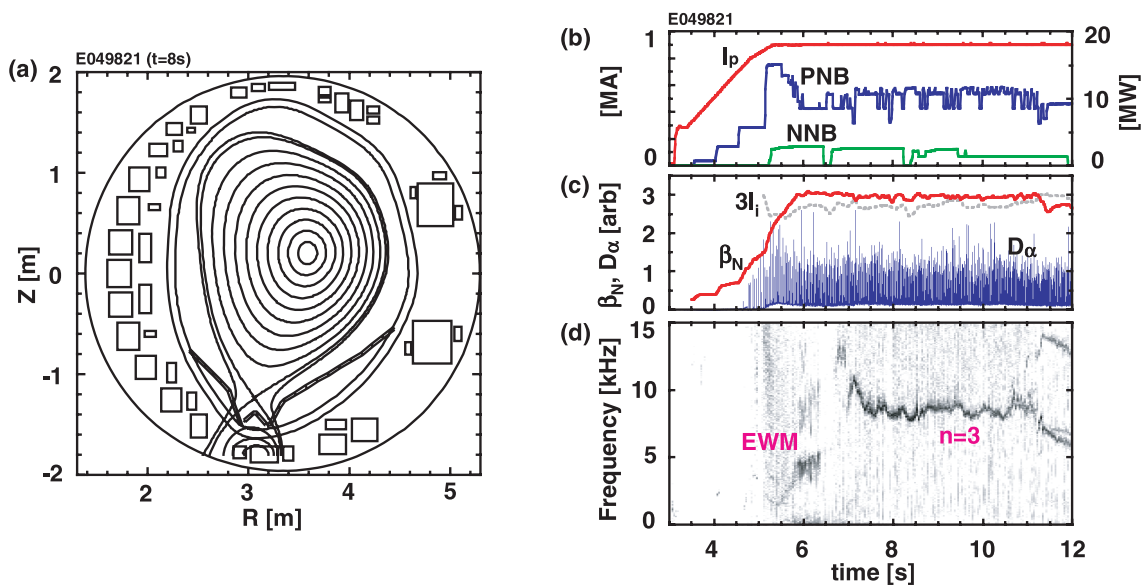 E049821 (t=8s)
(a)
2
1
0
-1
-2
Z [m]
2
3
4
5
R [m]
E049821
(b)
1
0
[MA]
Ip
PNB
NNB
20
10
0
[MW]
(c)
3
2
1
0
βN, Dα [arb]
3li
βN
Dα
(d)
15
10
5
0
Frequency [kHz]
EWM
n=3
4
6
8
10
12
time [s]